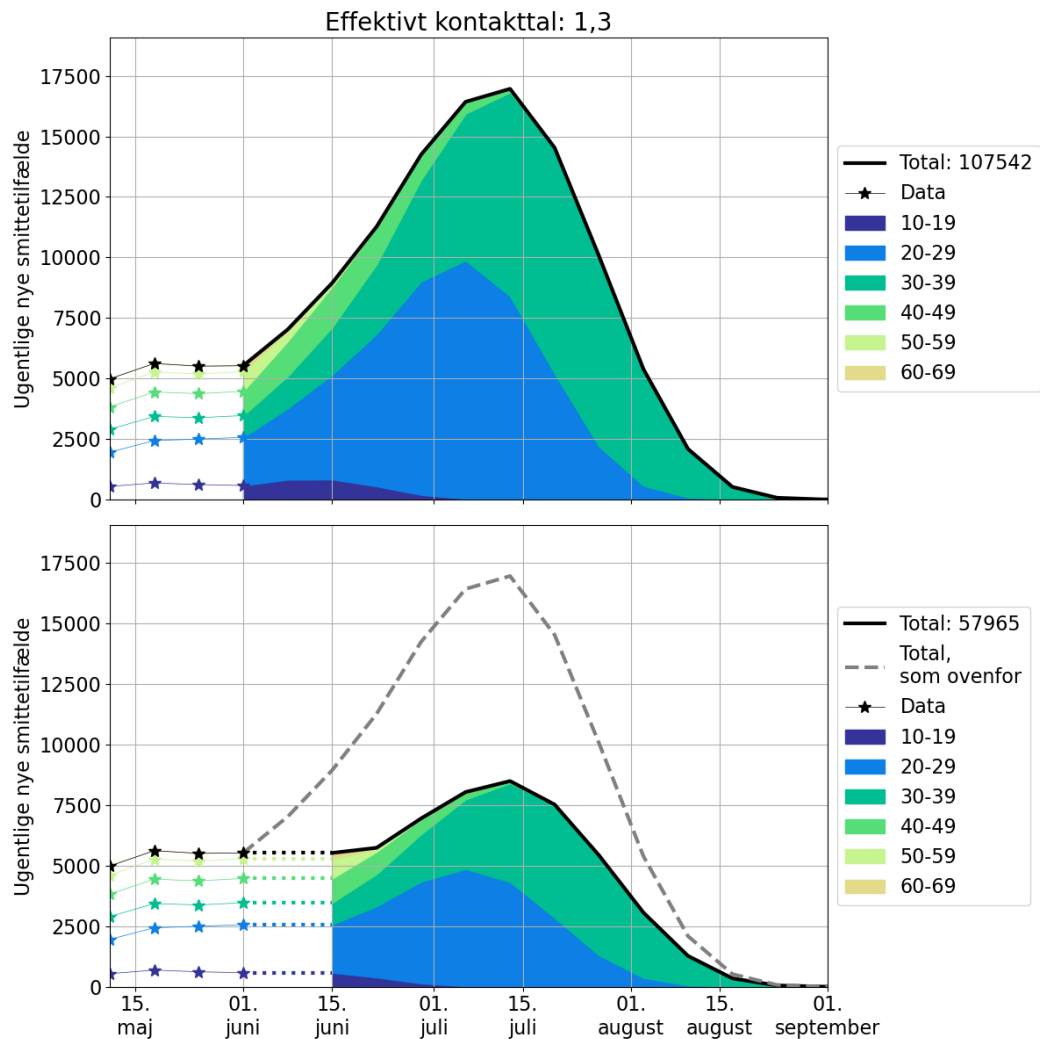 Effektivt kontakttal: 1,3
Ugentlige nye smittetilfælde
17500
15000
12500
10000
7500
5000
2500
0
Total: 107542
Data
10-19
20-29
30-39
40-49
50-59
60-69
Ugentlige nye smittetilfælde
17500
15000
12500
10000
7500
5000
2500
0
Total: 57965
Total,
som ovenfor
Data
10-19
20-29
30-39
40-49
50-59
60-69
15. 01. 15. 01. 15. 01. 15. 01.
maj juni juni juli juli august august september